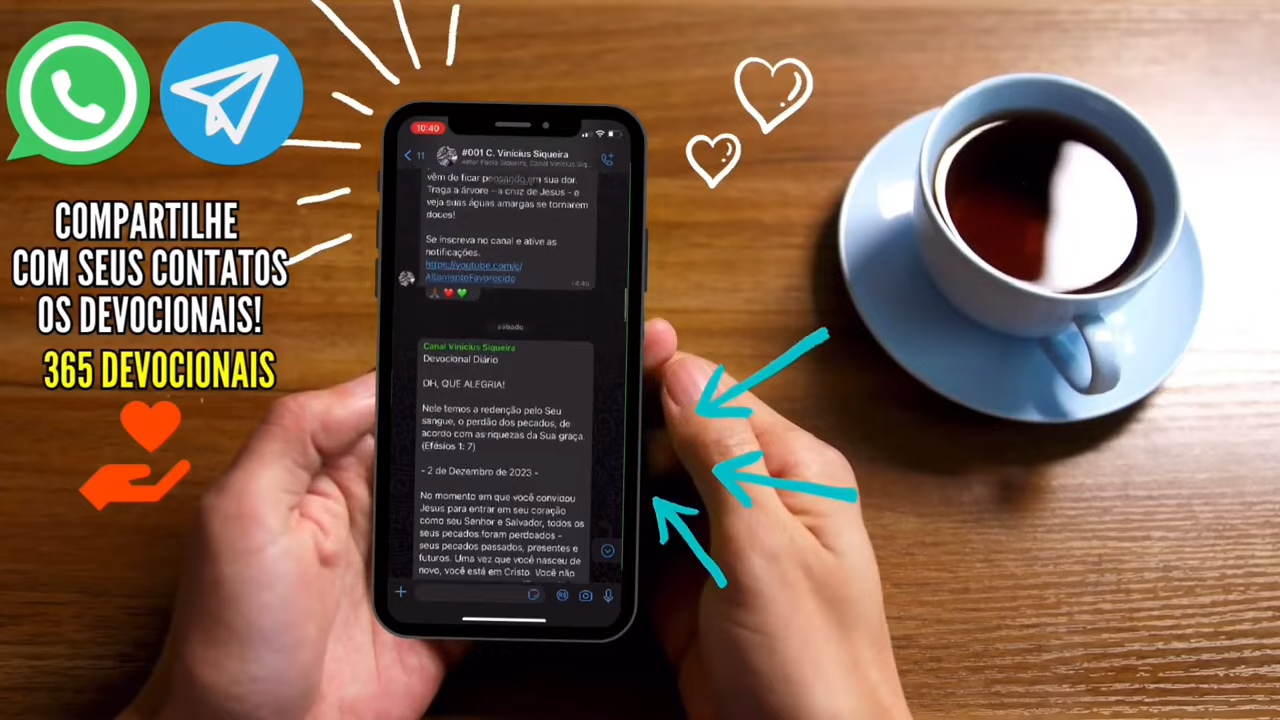 COMPARTILHE
COM SEUS CONTATOS
OS DEVOCIONAIS!
365 DEVOCIONAIS
10:40
11
#001 C. Vinícius Siqueira
vêm de ficar pensando em sua dor.
Traga a árvore - a cruz de Jesus - e
veja suas águas amargas se tornarem
doces!
Se inscreva no canal e ative as
notificações.
https://youtube.com/c/
AltamenteFavorecido
14:49
sábado
Canal Vinícius Siqueira
Devocional Diário
OH, QUE ALEGRIA!
Nele temos a redenção pelo Seu
sangue, o perdão dos pecados, de
acordo com as riquezas da Sua graça.
(Efésios 1: 7)
- 2 de Dezembro de 2023 -
No momento em que você convidou
Jesus para entrar em seu coração
como seu Senhor e Salvador, todos os
seus pecados foram perdoados -
seus pecados passados, presentes e
futuros. Uma vez que você nasceu de
novo, você está em Cristo. Você não